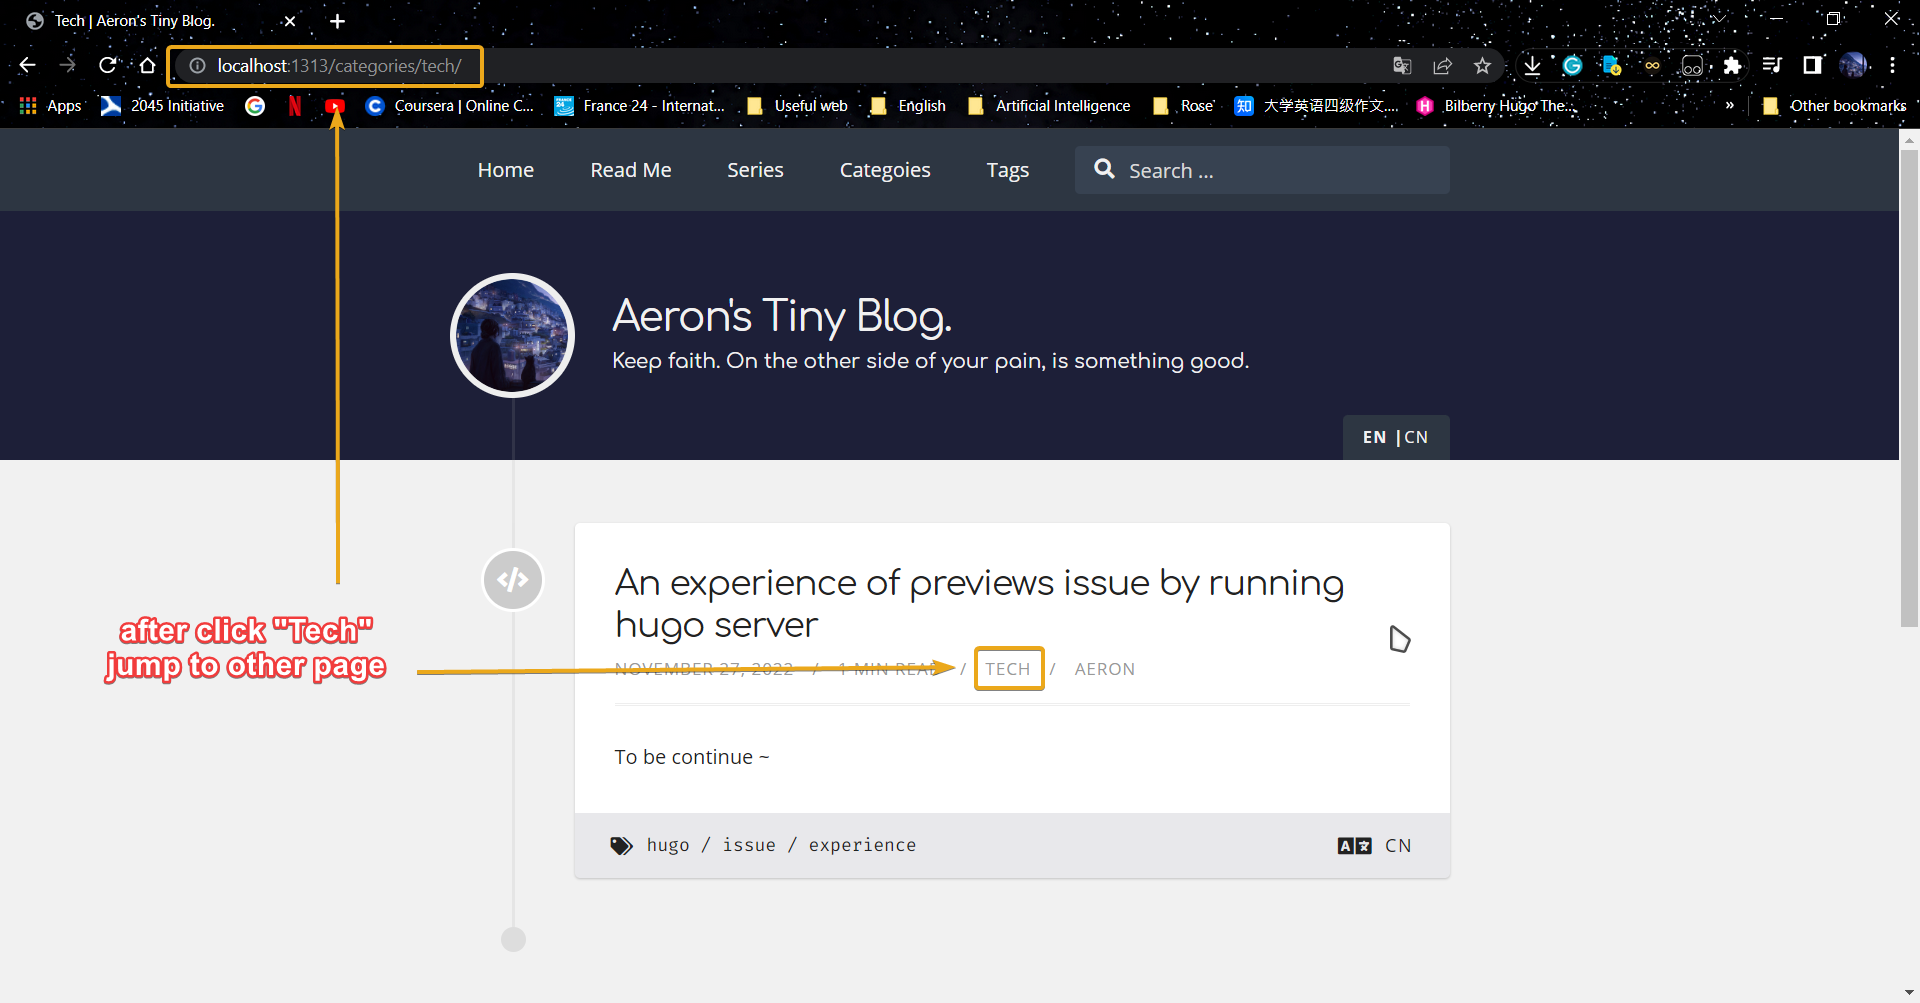 Tech | Aeron's Tiny Blog.
localhost:1313/categories/tech/
Apps 2045 Initiative Coursera | Online C... France 24 - Internat... Useful web English Artificial Intelligence Rose 知 大学英语四级作文.... Bilberry Hugo The... » Other bookmarks
Home Read Me Series Categoies Tags Search ...
Aeron's Tiny Blog.
Keep faith. On the other side of your pain, is something good.
EN |CN
An experience of previews issue by running
hugo server
after click "Tech"
jump to other page
NOVEMBER 27, 2022 / 1 MIN READ / TECH / AERON
To be continue ~
hugo / issue / experience CN